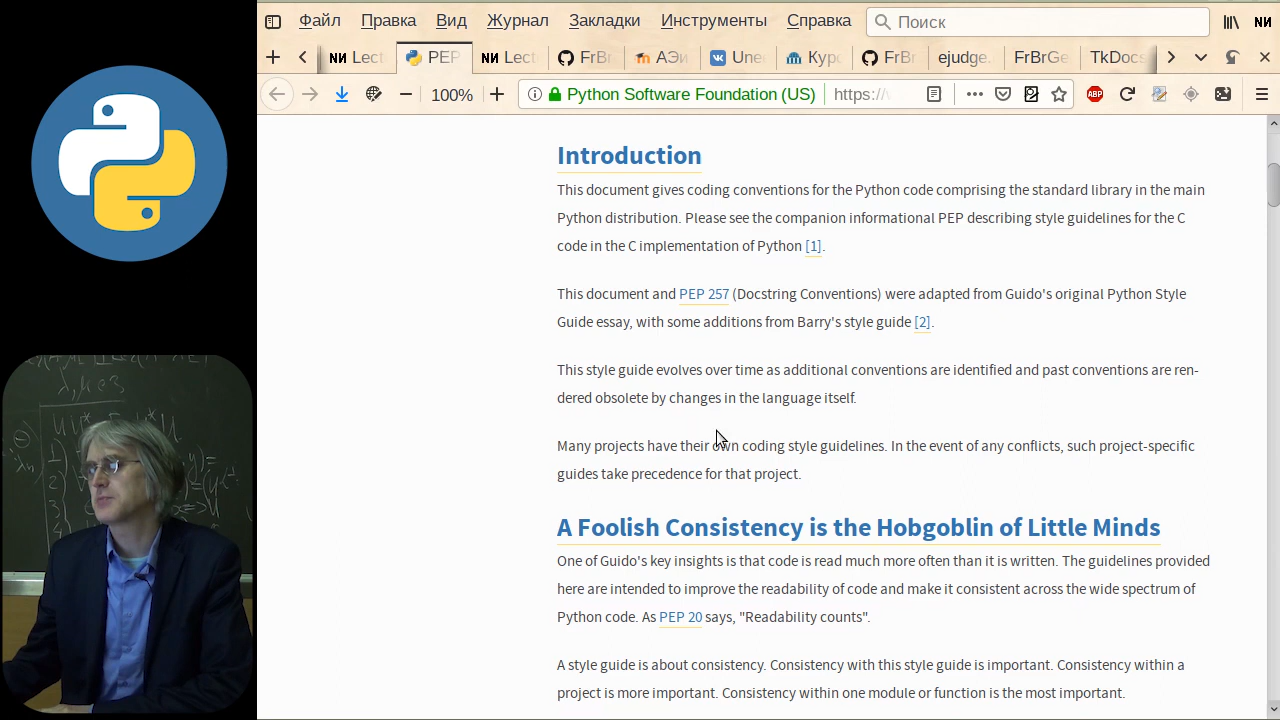 Файл Правка Вид Журнал Закладки Инструменты Справка Поиск
Lect PEP Lect FrBr АЭи Une Курс FrBr ejudge. FrBrGe TkDocs
100% Python Software Foundation (US) https://
Introduction
This document gives coding conventions for the Python code comprising the standard library in the main
Python distribution. Please see the companion informational PEP describing style guidelines for the C
code in the C implementation of Python [1].
This document and PEP 257 (Docstring Conventions) were adapted from Guido's original Python Style
Guide essay, with some additions from Barry's style guide [2].
This style guide evolves over time as additional conventions are identified and past conventions are ren-
dered obsolete by changes in the language itself.
Many projects have their own coding style guidelines. In the event of any conflicts, such project-specific
guides take precedence for that project.
A Foolish Consistency is the Hobgoblin of Little Minds
One of Guido's key insights is that code is read much more often than it is written. The guidelines provided
here are intended to improve the readability of code and make it consistent across the wide spectrum of
Python code. As PEP 20 says, "Readability counts".
A style guide is about consistency. Consistency with this style guide is important. Consistency within a
project is more important. Consistency within one module or function is the most important.